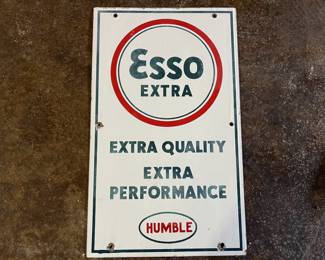 Esso
EXTRA
EXTRA QUALITY
EXTRA
PERFORMANCE
HUMBLE